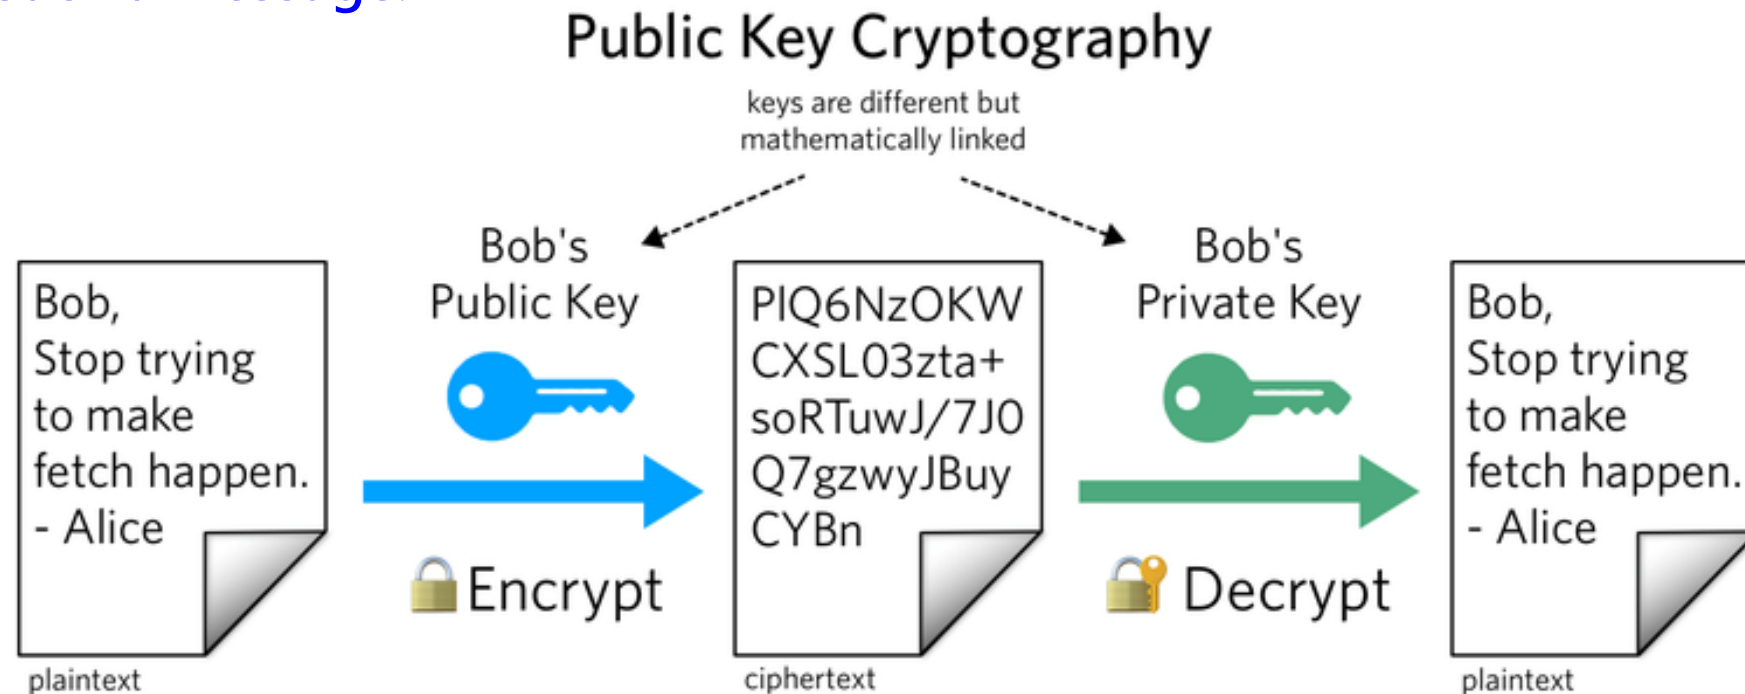 message.
Public Key Cryptography
keys are different but
mathematically linked
Bob's
Public Key
Bob's
Private Key
Bob,
Stop trying
to make
fetch happen.
- Alice
PlQ6NzOKW
CXSL03zta+
soRTuwJ/7J0
Q7gzwyJBuy
CYBn
Bob,
Stop trying
to make
fetch happen.
- Alice
Encrypt
Decrypt
plaintext
ciphertext
plaintext